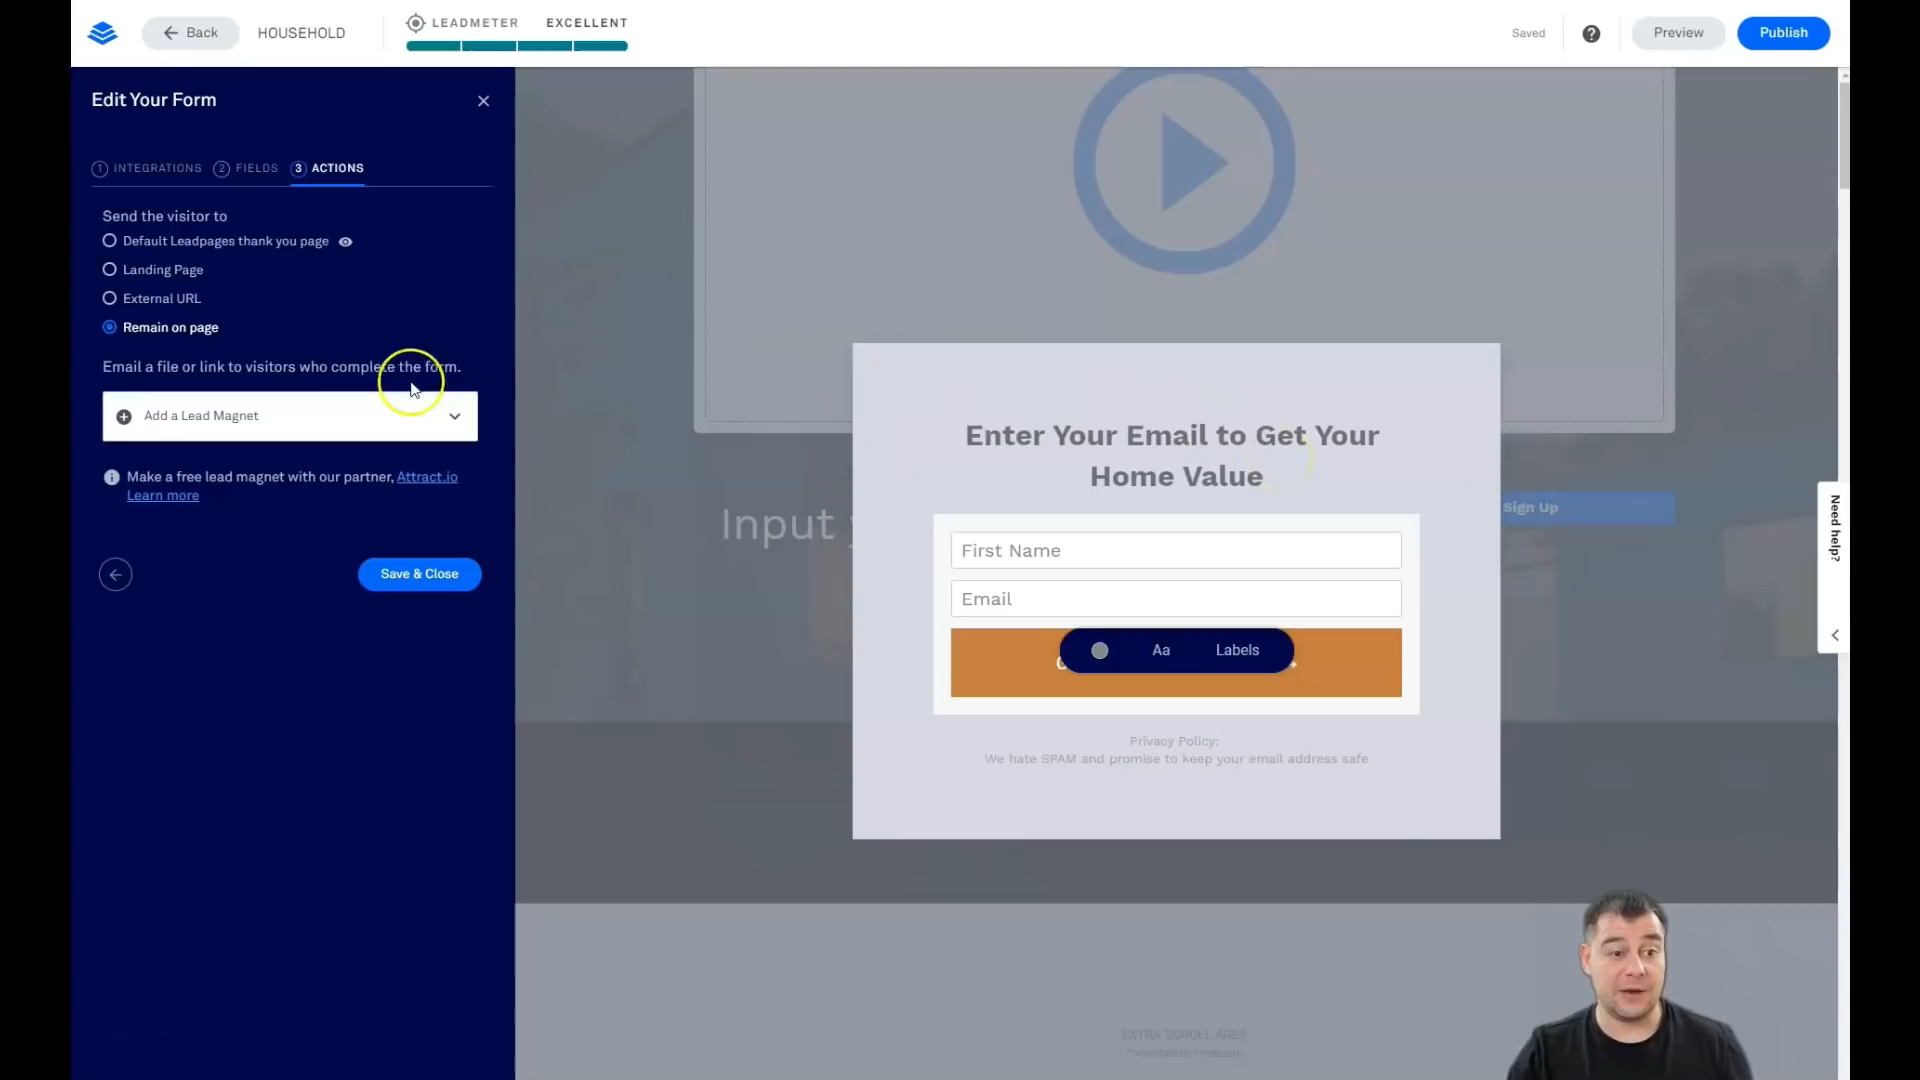 Back
HOUSEHOLD
LEADMETER EXCELLENT
Saved
?
Preview
Publish
Edit Your Form
1 INTEGRATIONS 2 FIELDS 3 ACTIONS
Send the visitor to
Default Leadpages thank you page
Landing Page
External URL
Remain on page
Email a file or link to visitors who complete the form.
Add a Lead Magnet
Make a free lead magnet with our partner, Attract.io
Learn more
Save & Close
Enter Your Email to Get Your
Home Value
Input
Sign Up
First Name
Email
Aa Labels
Privacy Policy:
We hate SPAM and promise to keep your email address safe
Need help?
EXTRA SCROLL AREA